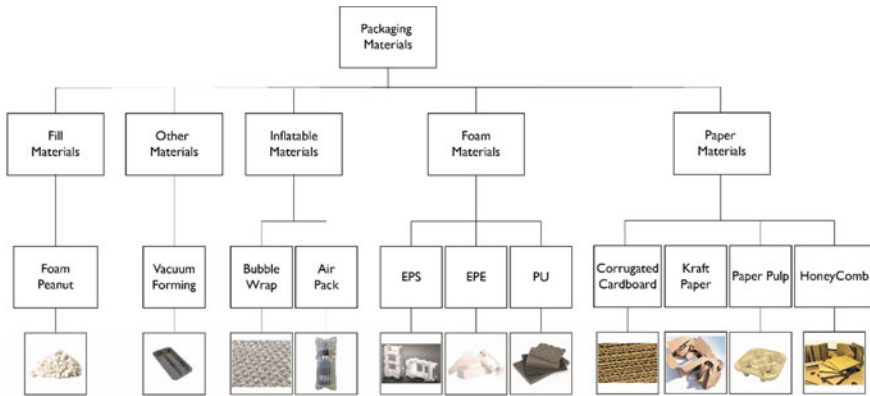 Packaging
Materials
Fill
Materials
Other
Materials
Inflatable
Materials
Foam
Materials
Paper
Materials
Foam
Peanut
Vacuum
Forming
Bubble
Wrap
Air
Pack
EPS
EPE
PU
Corrugated
Cardboard
Kraft
Paper
Paper Pulp
HoneyComb